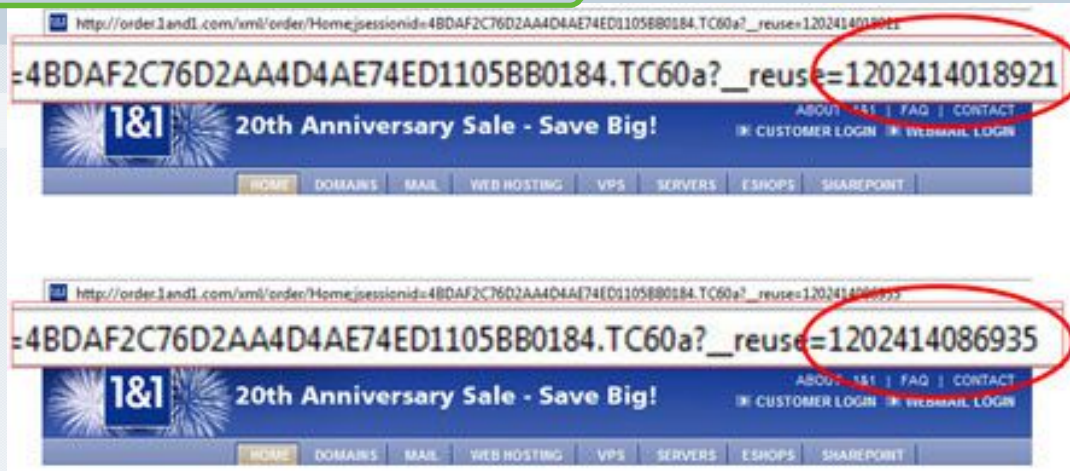 http://order.1and1.com/xml/order/Home;jsessionid=4BDAF2C76D2AA4D4AE74ED1105BB0184.TC60a?__reuse=1202414018921
=4BDAF2C76D2AA4D4AE74ED1105BB0184.TC60a?__reuse=1202414018921
ABOUT 1&1 | FAQ | CONTACT
1&1 20th Anniversary Sale - Save Big! CUSTOMER LOGIN WEBMAIL LOGIN
HOME DOMAINS MAIL WEB HOSTING VPS SERVERS ESHOPS SHAREPOINT
http://order.1and1.com/xml/order/Home;jsessionid=4BDAF2C76D2AA4D4AE74ED1105BB0184.TC60a?__reuse=1202414086935
=4BDAF2C76D2AA4D4AE74ED1105BB0184.TC60a?__reuse=1202414086935
ABOUT 1&1 | FAQ | CONTACT
1&1 20th Anniversary Sale - Save Big! CUSTOMER LOGIN WEBMAIL LOGIN
HOME DOMAINS MAIL WEB HOSTING VPS SERVERS ESHOPS SHAREPOINT